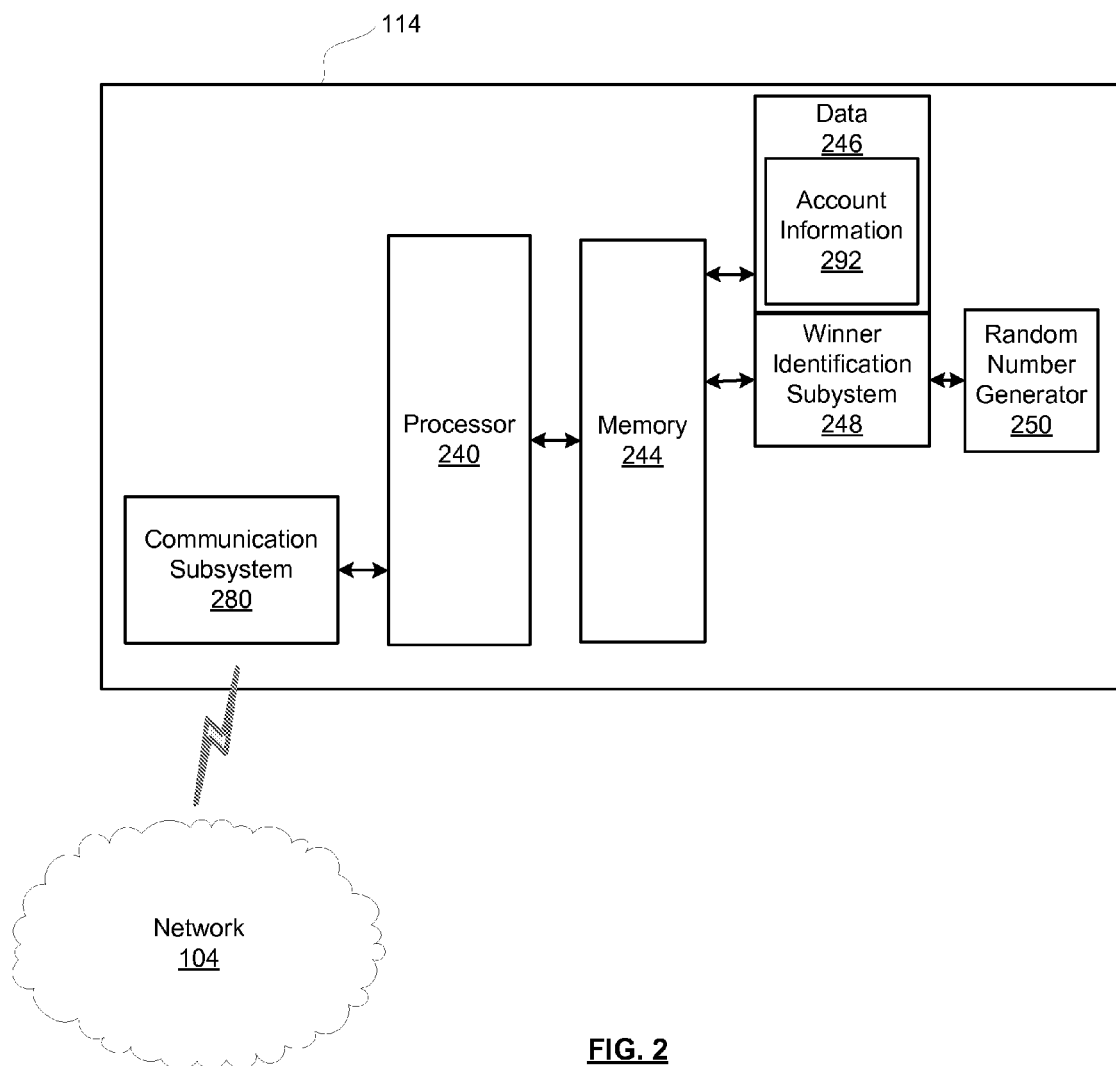 114
Data
246
Account
Information
292
Winner
Identification
Subystem
248
Random
Number
Generator
250
Processor
240
Memory
244
Communication
Subsystem
280
Network
104
FIG. 2